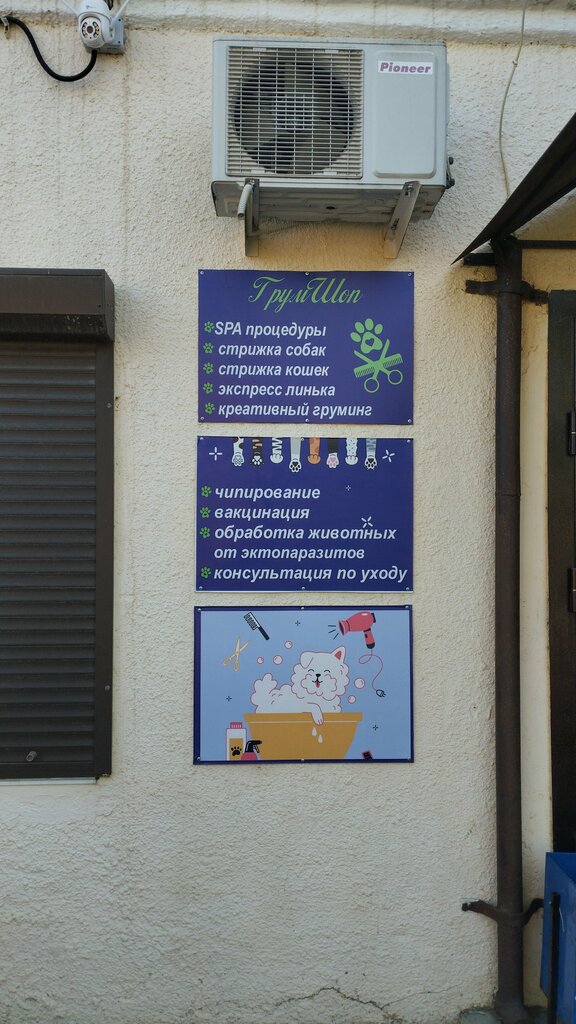 Pioneer
ГрумШоп
SPA процедуры
стрижка собак
стрижка кошек
экспресс линька
креативный груминг
чипирование
вакцинация
обработка животных
от эктопаразитов
консультация по уходу